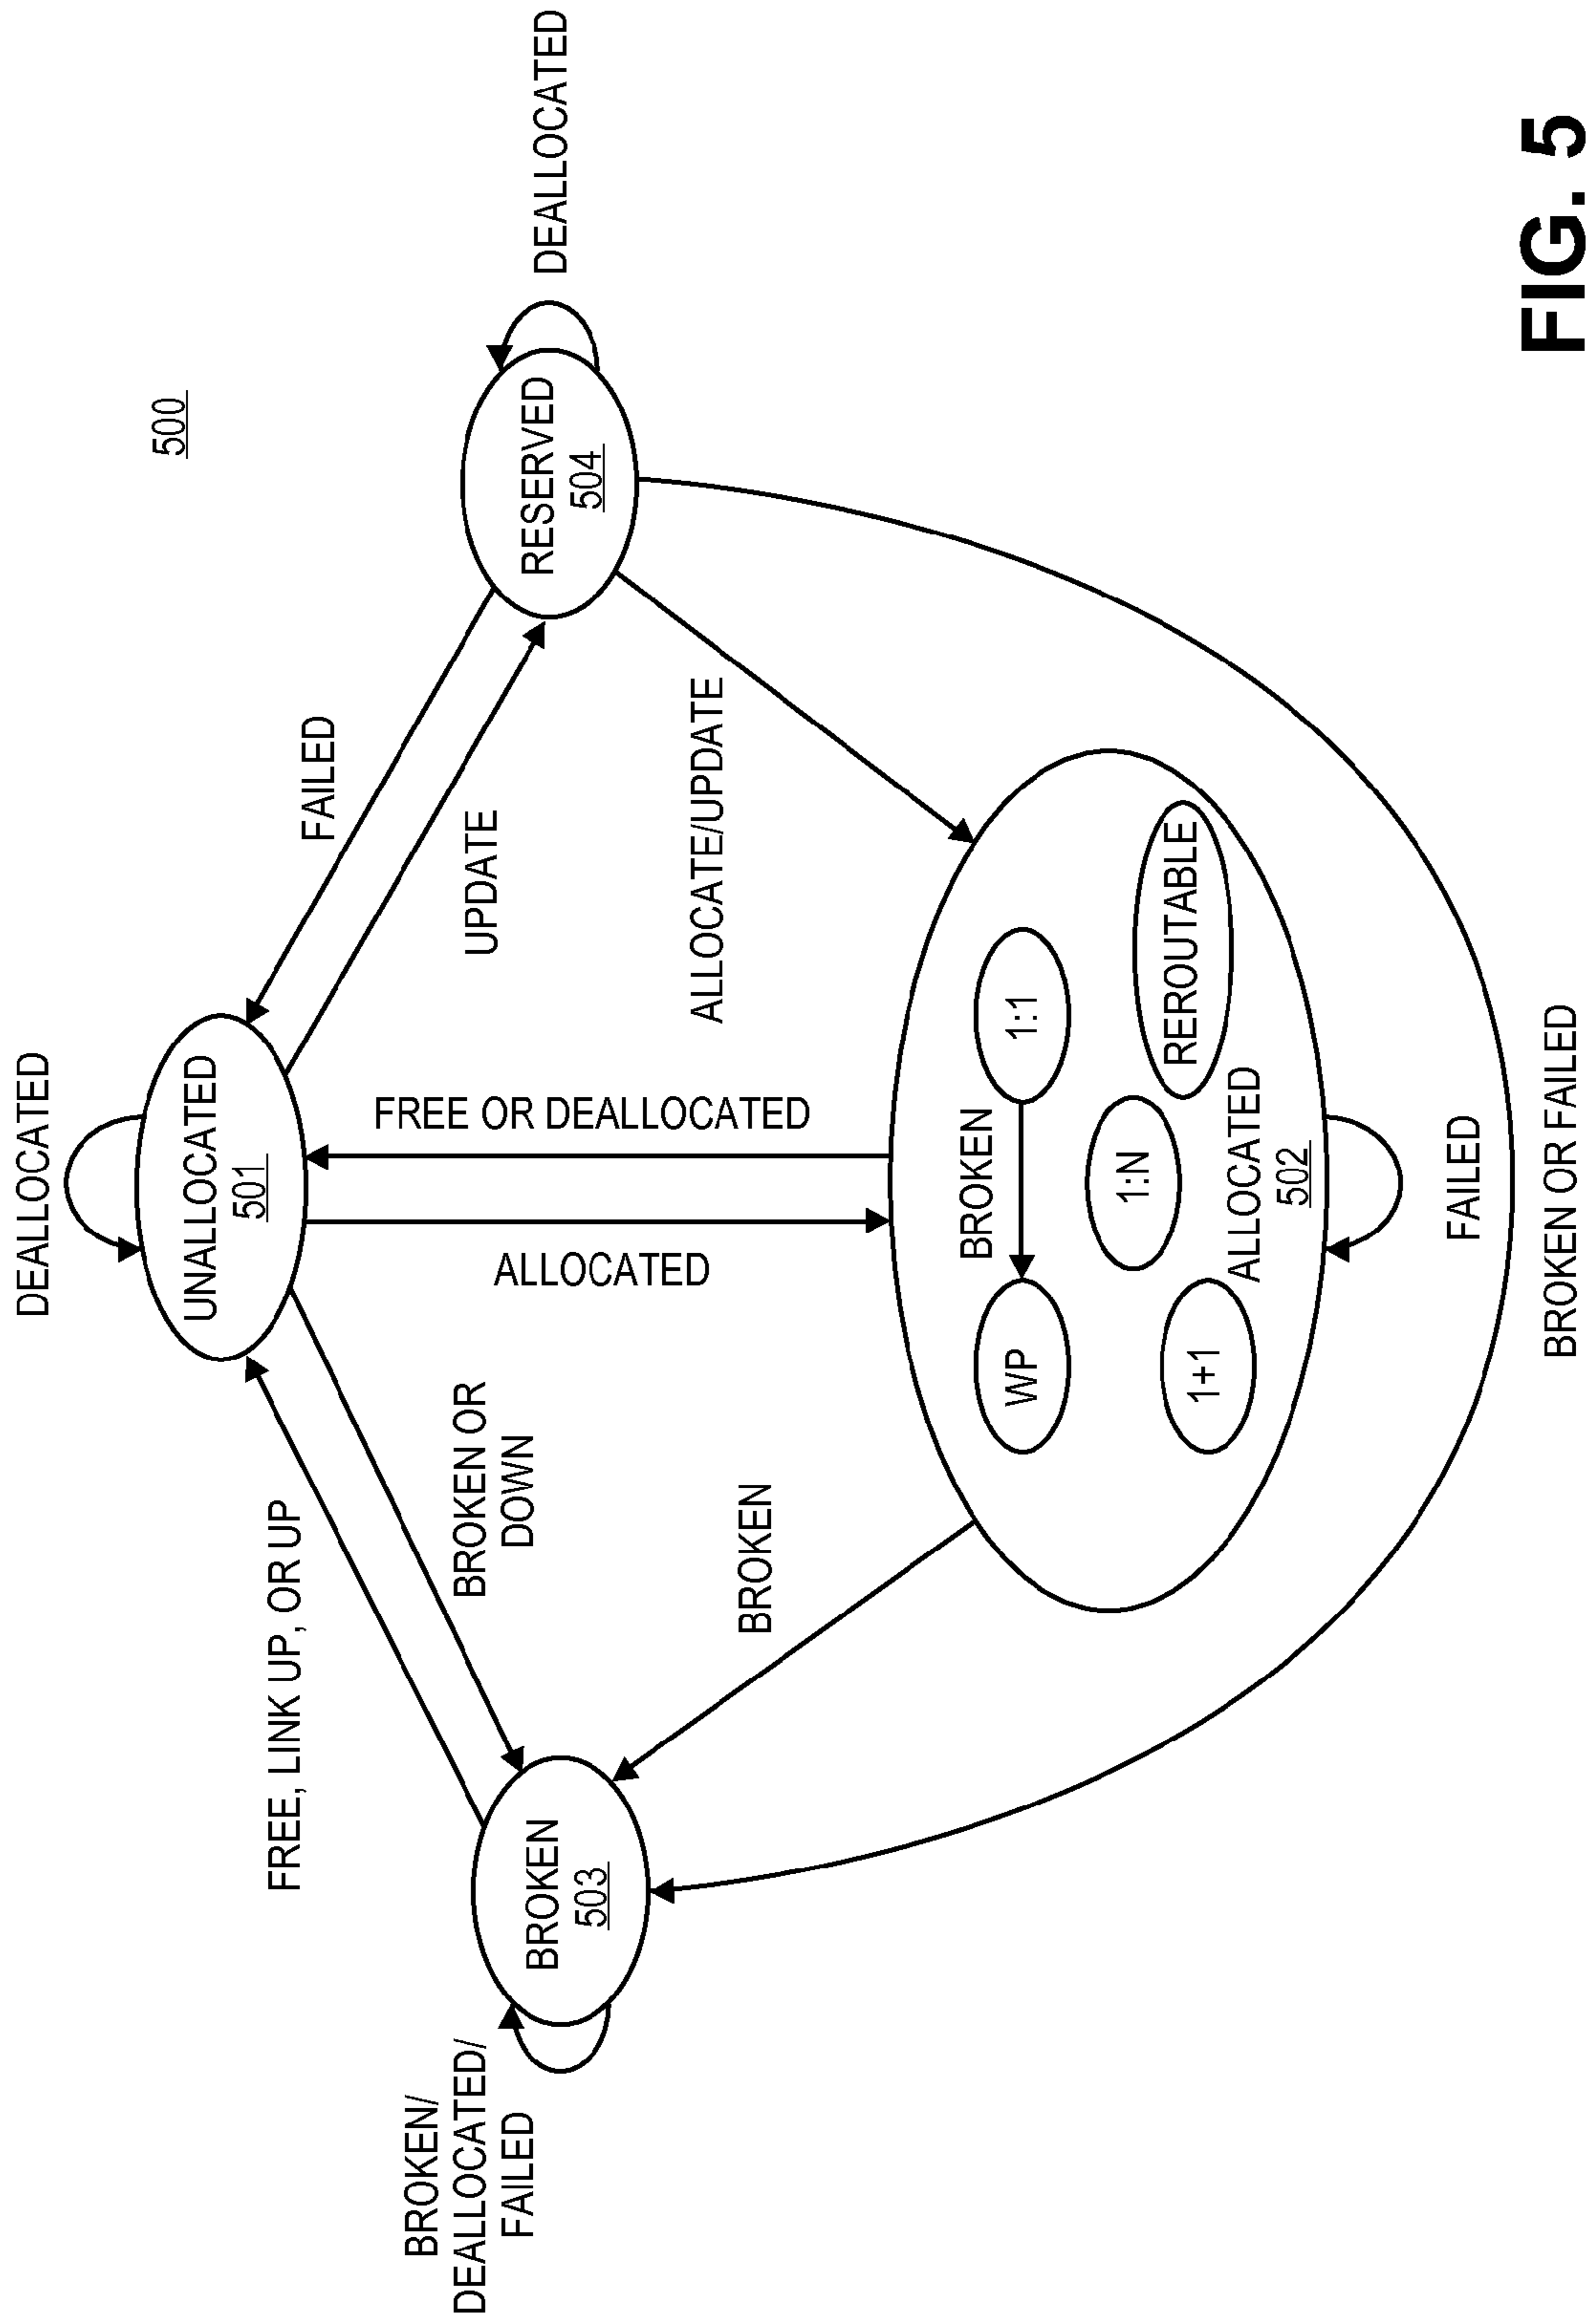 500
DEALLOCATED
UNALLOCATED
501
FREE, LINK UP, OR UP
FAILED
BROKEN OR
DOWN
FREE OR DEALLOCATED
ALLOCATED
UPDATE
BROKEN/
DEALLOCATED/
FAILED
BROKEN
503
RESERVED
504
DEALLOCATED
BROKEN
ALLOCATE/UPDATE
BROKEN
WP
1:1
1:N
1+1
REROUTABLE
ALLOCATED
502
FAILED
BROKEN OR FAILED
FIG. 5